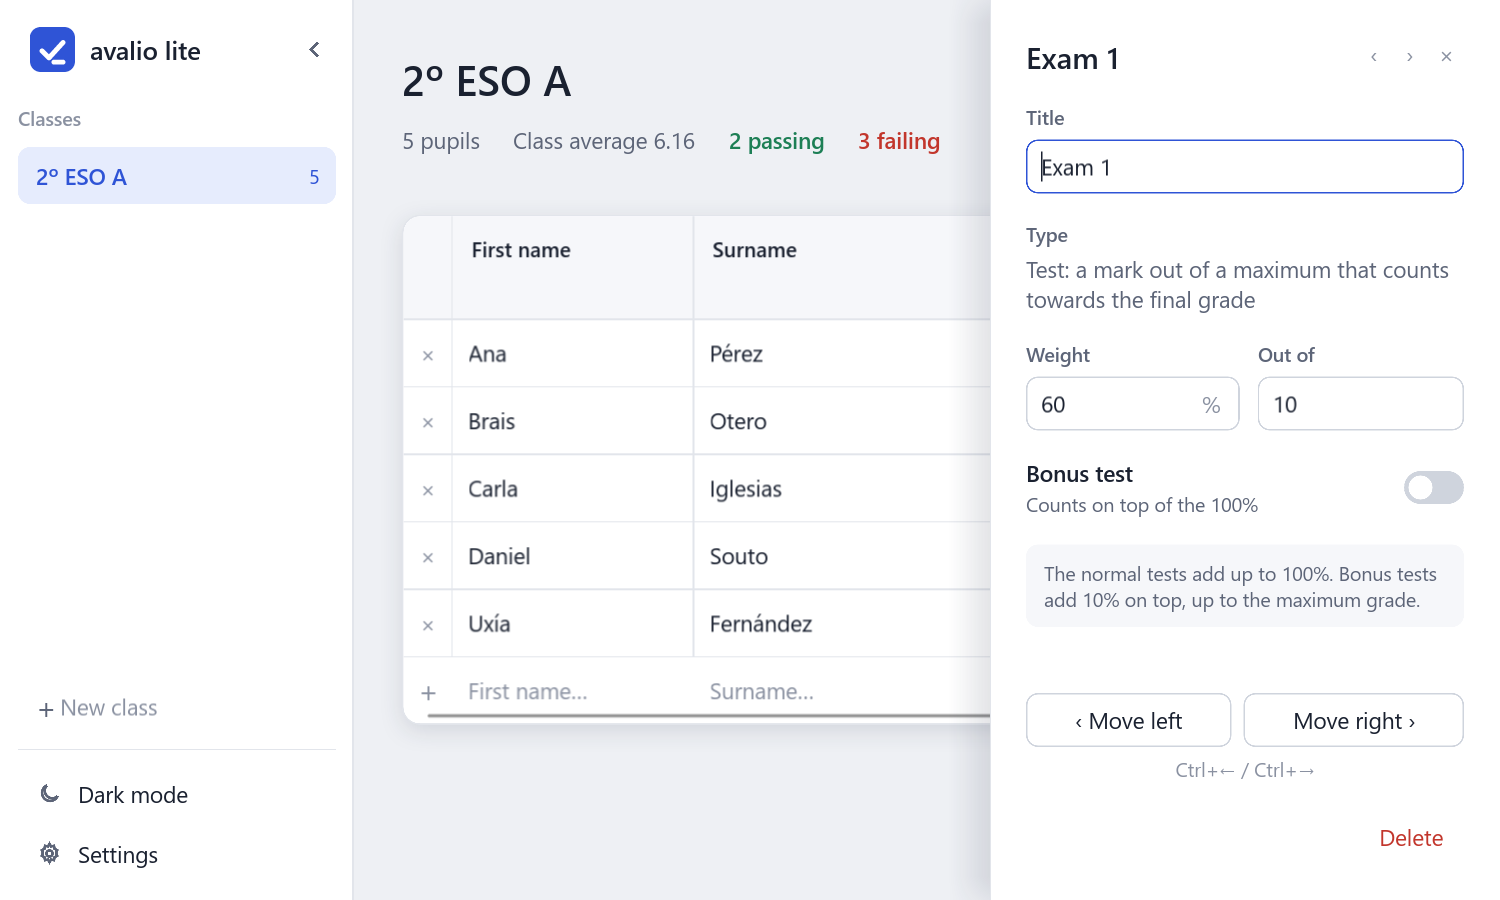 avalio lite
Classes
2º ESO A 5
+ New class
Dark mode
Settings
2º ESO A
5 pupils Class average 6.16 2 passing 3 failing
First name Surname
× Ana Pérez
× Brais Otero
× Carla Iglesias
× Daniel Souto
× Uxía Fernández
+ First name... Surname...
Exam 1 ‹ › ×
Title
Exam 1
Type
Test: a mark out of a maximum that counts
towards the final grade
Weight Out of
60 % 10
Bonus test
Counts on top of the 100%
The normal tests add up to 100%. Bonus tests
add 10% on top, up to the maximum grade.
‹ Move left Move right ›
Ctrl+← / Ctrl+→
Delete